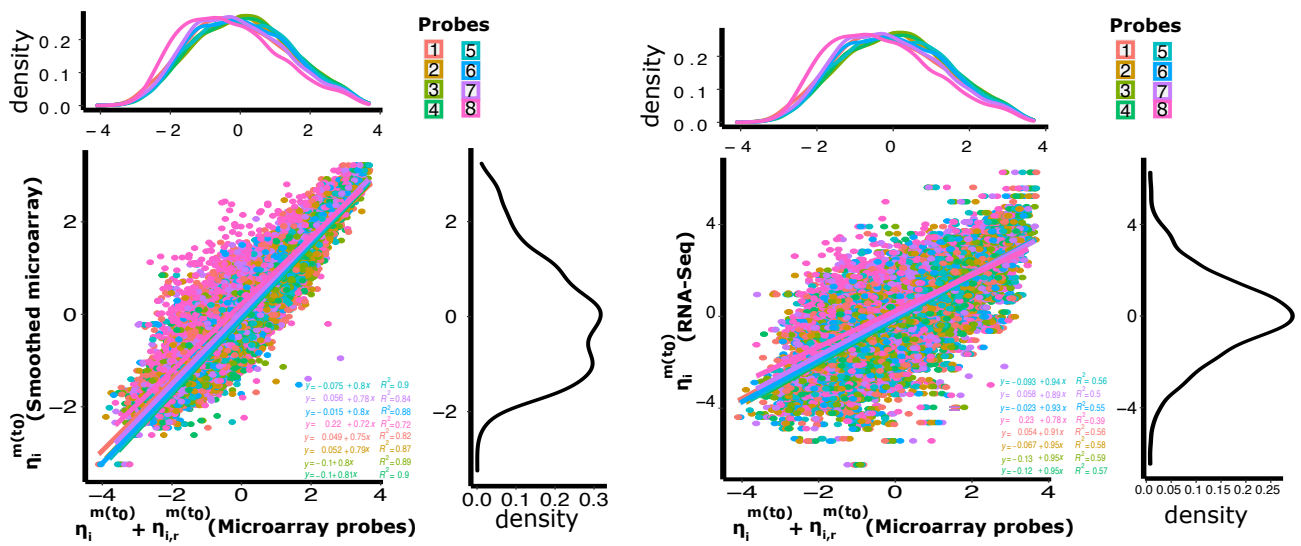 Probes
1 5
2 6
3 7
4 8
density
0.2
0.1
0.0
−4 −2 0 2 4
η_i^m(t0) (Smoothed microarray)
2
0
−2
y=−0.075+0.8x R²=0.9
y= 0.056+0.78x R²=0.84
y=−0.015+0.8x R²=0.88
y= 0.22+0.72x R²=0.72
y= 0.049+0.75x R²=0.82
y= 0.052+0.79x R²=0.87
y=−0.1+0.8x R²=0.89
y=−0.1+0.81x R²=0.9
−4 −2 0 2 4
η_i^m(t0) + η_i,r^m(t0) (Microarray probes)
2
0
−2
0.0 0.1 0.2 0.3
density
Probes
1 5
2 6
3 7
4 8
density
0.2
0.1
0.0
−4 −2 0 2 4
η_i^m(t0) (RNA−Seq)
4
0
−4
y=−0.093+0.94x R²=0.56
y= 0.058+0.89x R²=0.5
y=−0.023+0.93x R²=0.55
y= 0.23+0.78x R²=0.39
y= 0.054+0.91x R²=0.56
y=−0.067+0.95x R²=0.58
y=−0.13+0.95x R²=0.59
y=−0.12+0.95x R²=0.57
−4 −2 0 2 4
η_i^m(t0) + η_i,r^m(t0) (Microarray probes)
4
0
−4
0.0 0.05 0.1 0.15 0.2 0.25
density